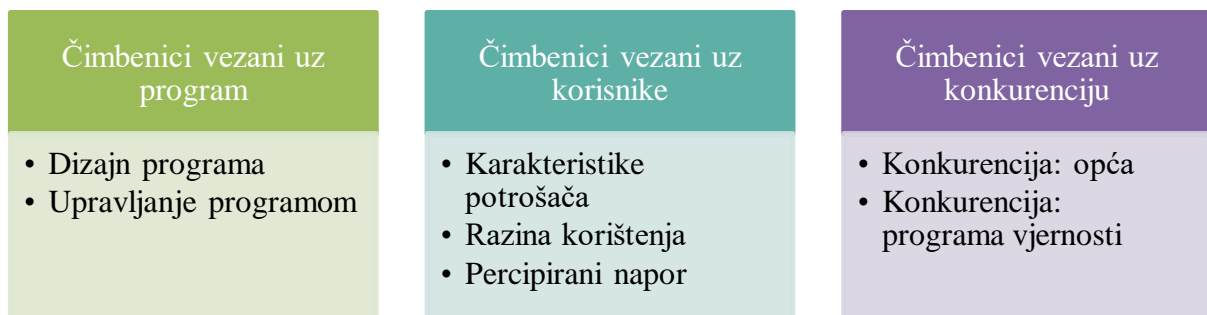 Čimbenici vezani uz
program
• Dizajn programa
• Upravljanje programom
Čimbenici vezani uz
korisnike
• Karakteristike
potrošača
• Razina korištenja
• Percipirani napor
Čimbenici vezani uz
konkurenciju
• Konkurencija: opća
• Konkurencija:
programa vjernosti